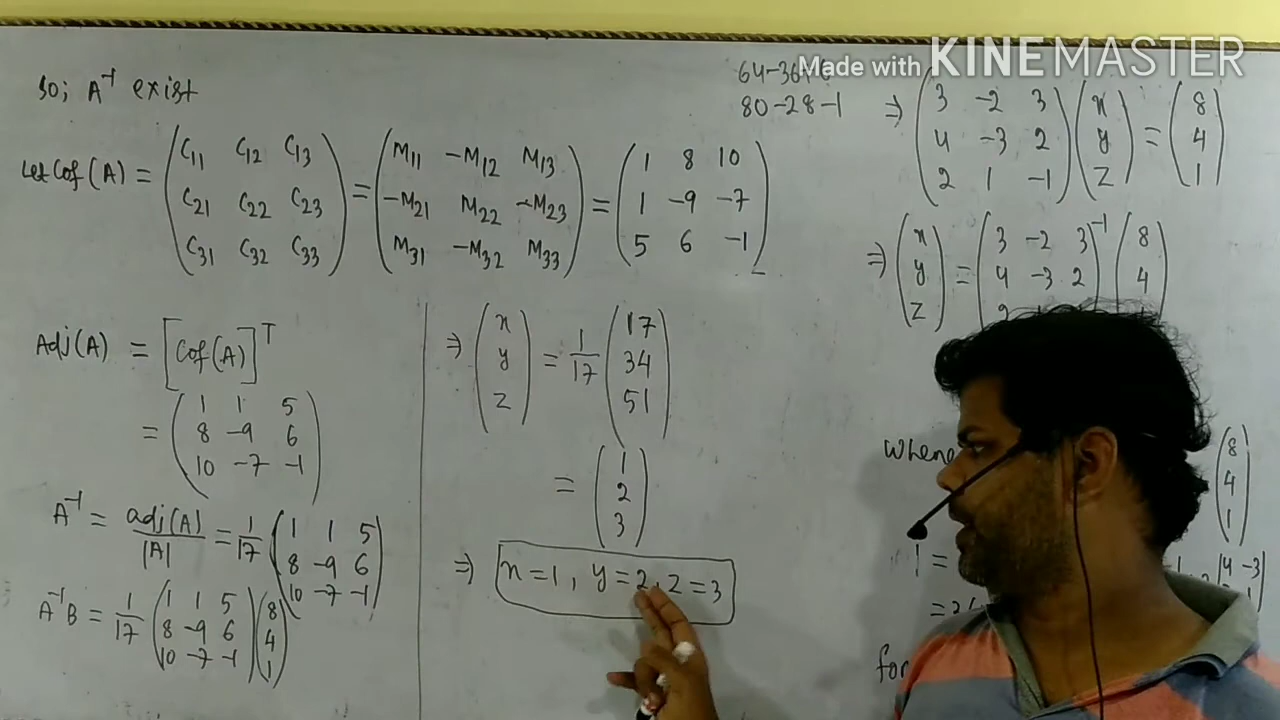 Made with KINEMASTER
So; A⁻¹ exist
Let Cof(A) = (C11 C12 C13; C21 C22 C23; C31 C32 C33) = (M11 -M12 M13; -M21 M22 -M23; M31 -M32 M33) = (1 8 10; 1 -9 -7; 5 6 -1)
Adj(A) = [Cof(A)]ᵀ
= (1 1 5; 8 -9 6; 10 -7 -1)
A⁻¹ = adj(A)/|A| = 1/17 (1 1 5; 8 -9 6; 10 -7 -1)
A⁻¹B = 1/17 (1 1 5; 8 -9 6; 10 -7 -1) (8; 4; 1)
⇒ (x; y; z) = 1/17 (17; 34; 51)
= (1; 2; 3)
⇒ x = 1, y = 2, z = 3
80-28-1
⇒ (3 -2 3; 4 -3 2; 2 1 -1) (x; y; z) = (8; 4; 1)
⇒ (x; y; z) = (3 -2 3; 4 -3 2;)⁻¹ (8; 4;)
(8; 4; 1)
for